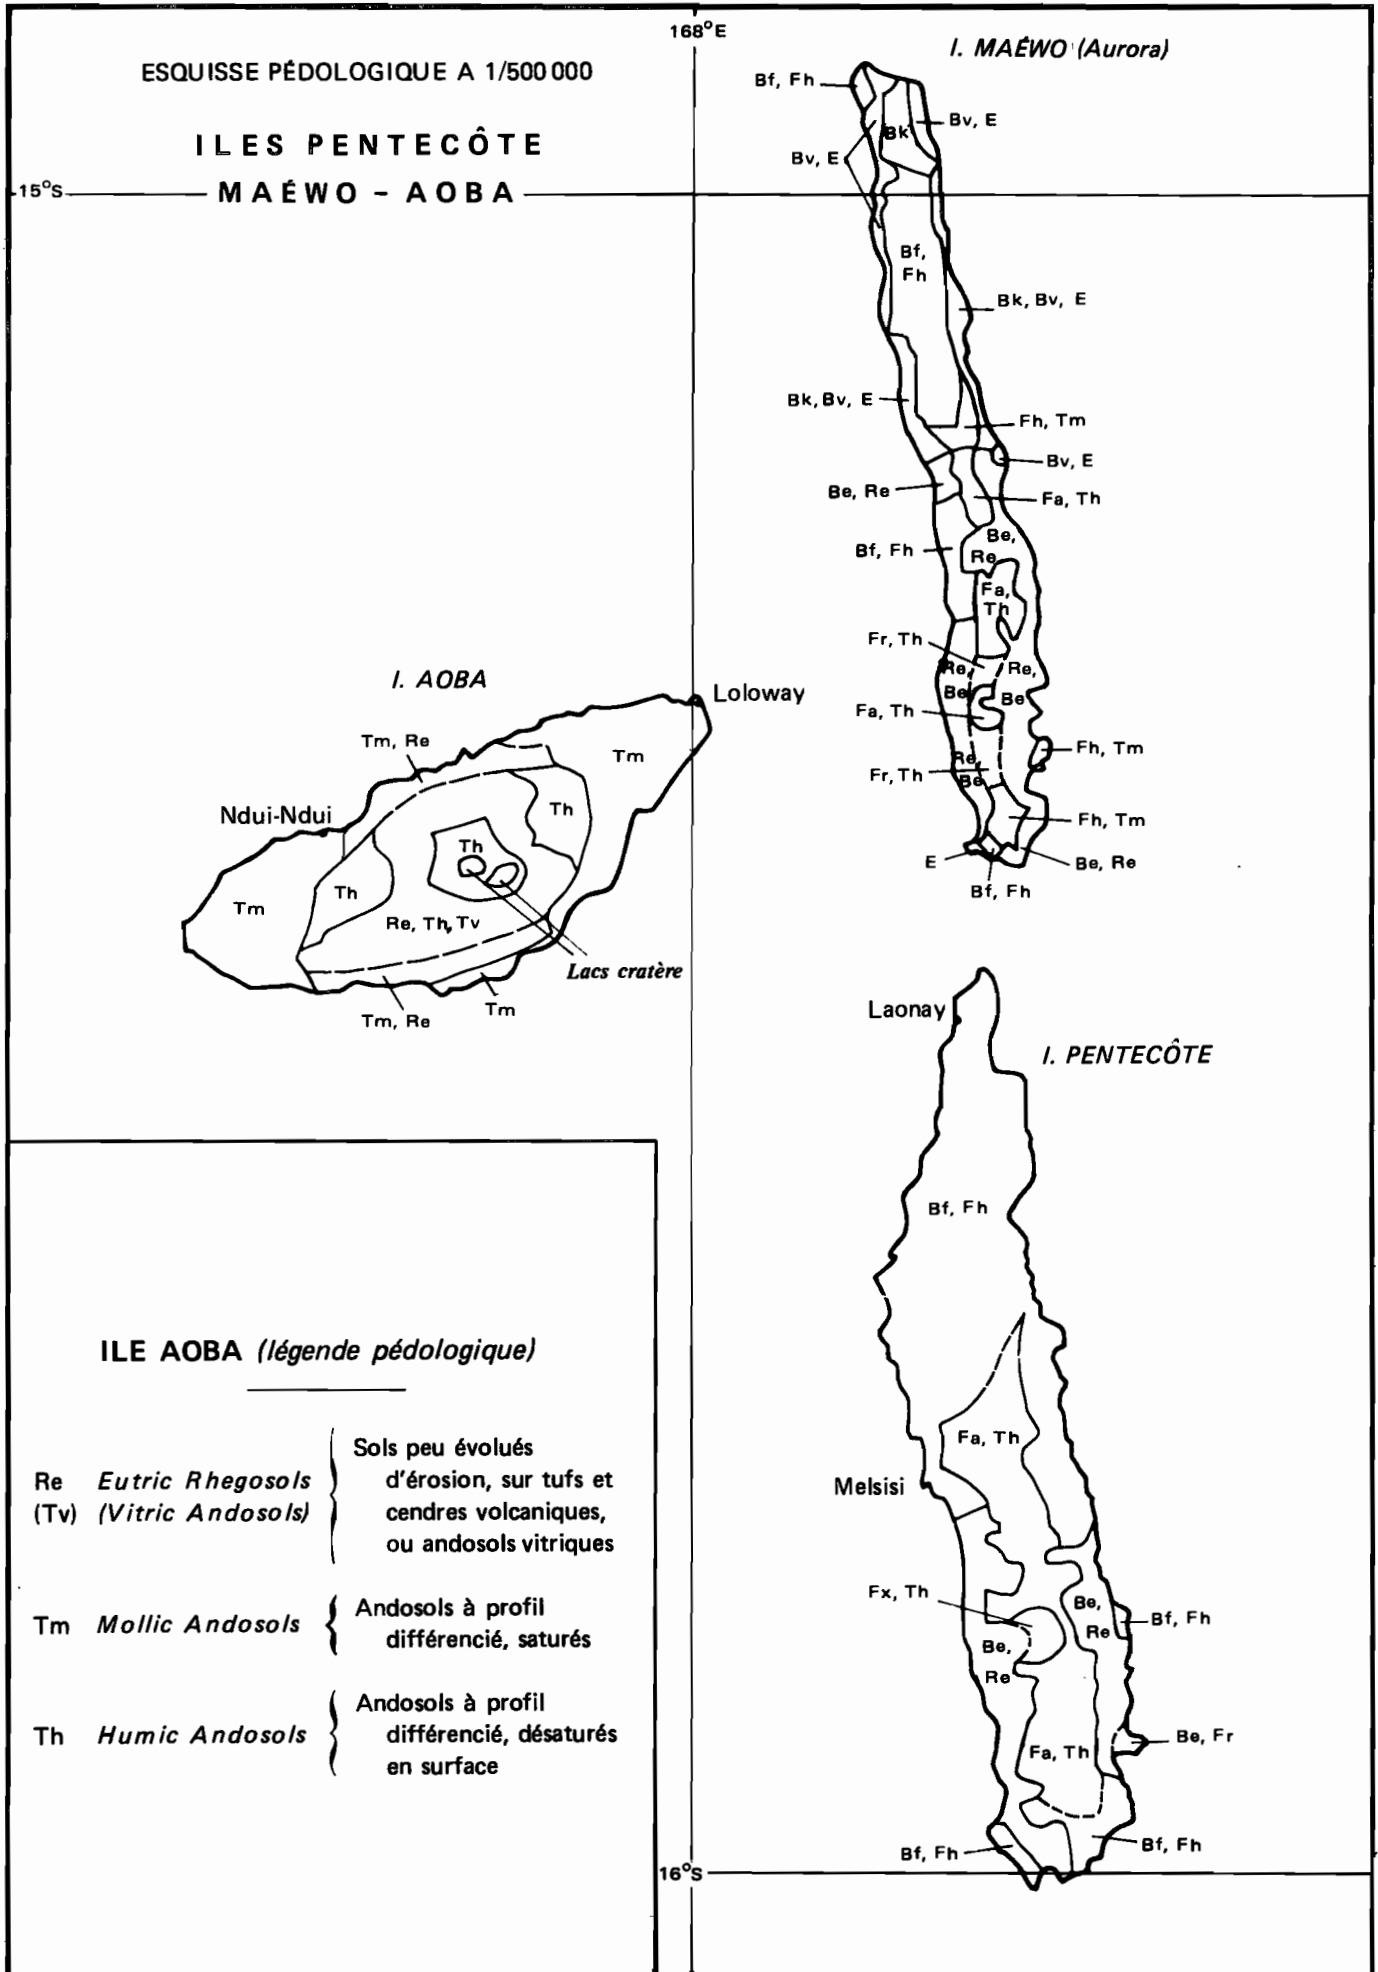 ESQUISSE PÉDOLOGIQUE A 1/500 000
ILES PENTECÔTE
MAÉWO - AOBA
168°E
15°S
I. MAÉWO (Aurora)
Bf, Fh
Bk
Bv, E
Bv, E
Bf,
Fh
Bk, Bv, E
Bk, Bv, E
Fh, Tm
Bv, E
Be, Re
Fa, Th
Be,
Re
Bf, Fh
Fa,
Th
Fr, Th
Re,
Be
Re,
Be
Fa, Th
Re,
Be
Fr, Th
Fh, Tm
Fh, Tm
E
Bf, Fh
Be, Re
I. AOBA
Loloway
Tm, Re
Tm
Ndui-Ndui
Th
Th
Th
Tm
Re, Th, Tv
Lacs cratère
Tm
Tm, Re
Laonay
I. PENTECÔTE
Bf, Fh
Fa, Th
Melsisi
Fx, Th
Be,
Re
Bf, Fh
Be,
Re
Be, Fr
Fa, Th
Bf, Fh
Bf, Fh
16°S
ILE AOBA (légende pédologique)
Re Eutric Rhegosols
(Tv) (Vitric Andosols)
Sols peu évolués
d'érosion, sur tufs et
cendres volcaniques,
ou andosols vitriques
Tm Mollic Andosols
Andosols à profil
différencié, saturés
Th Humic Andosols
Andosols à profil
différencié, désaturés
en surface